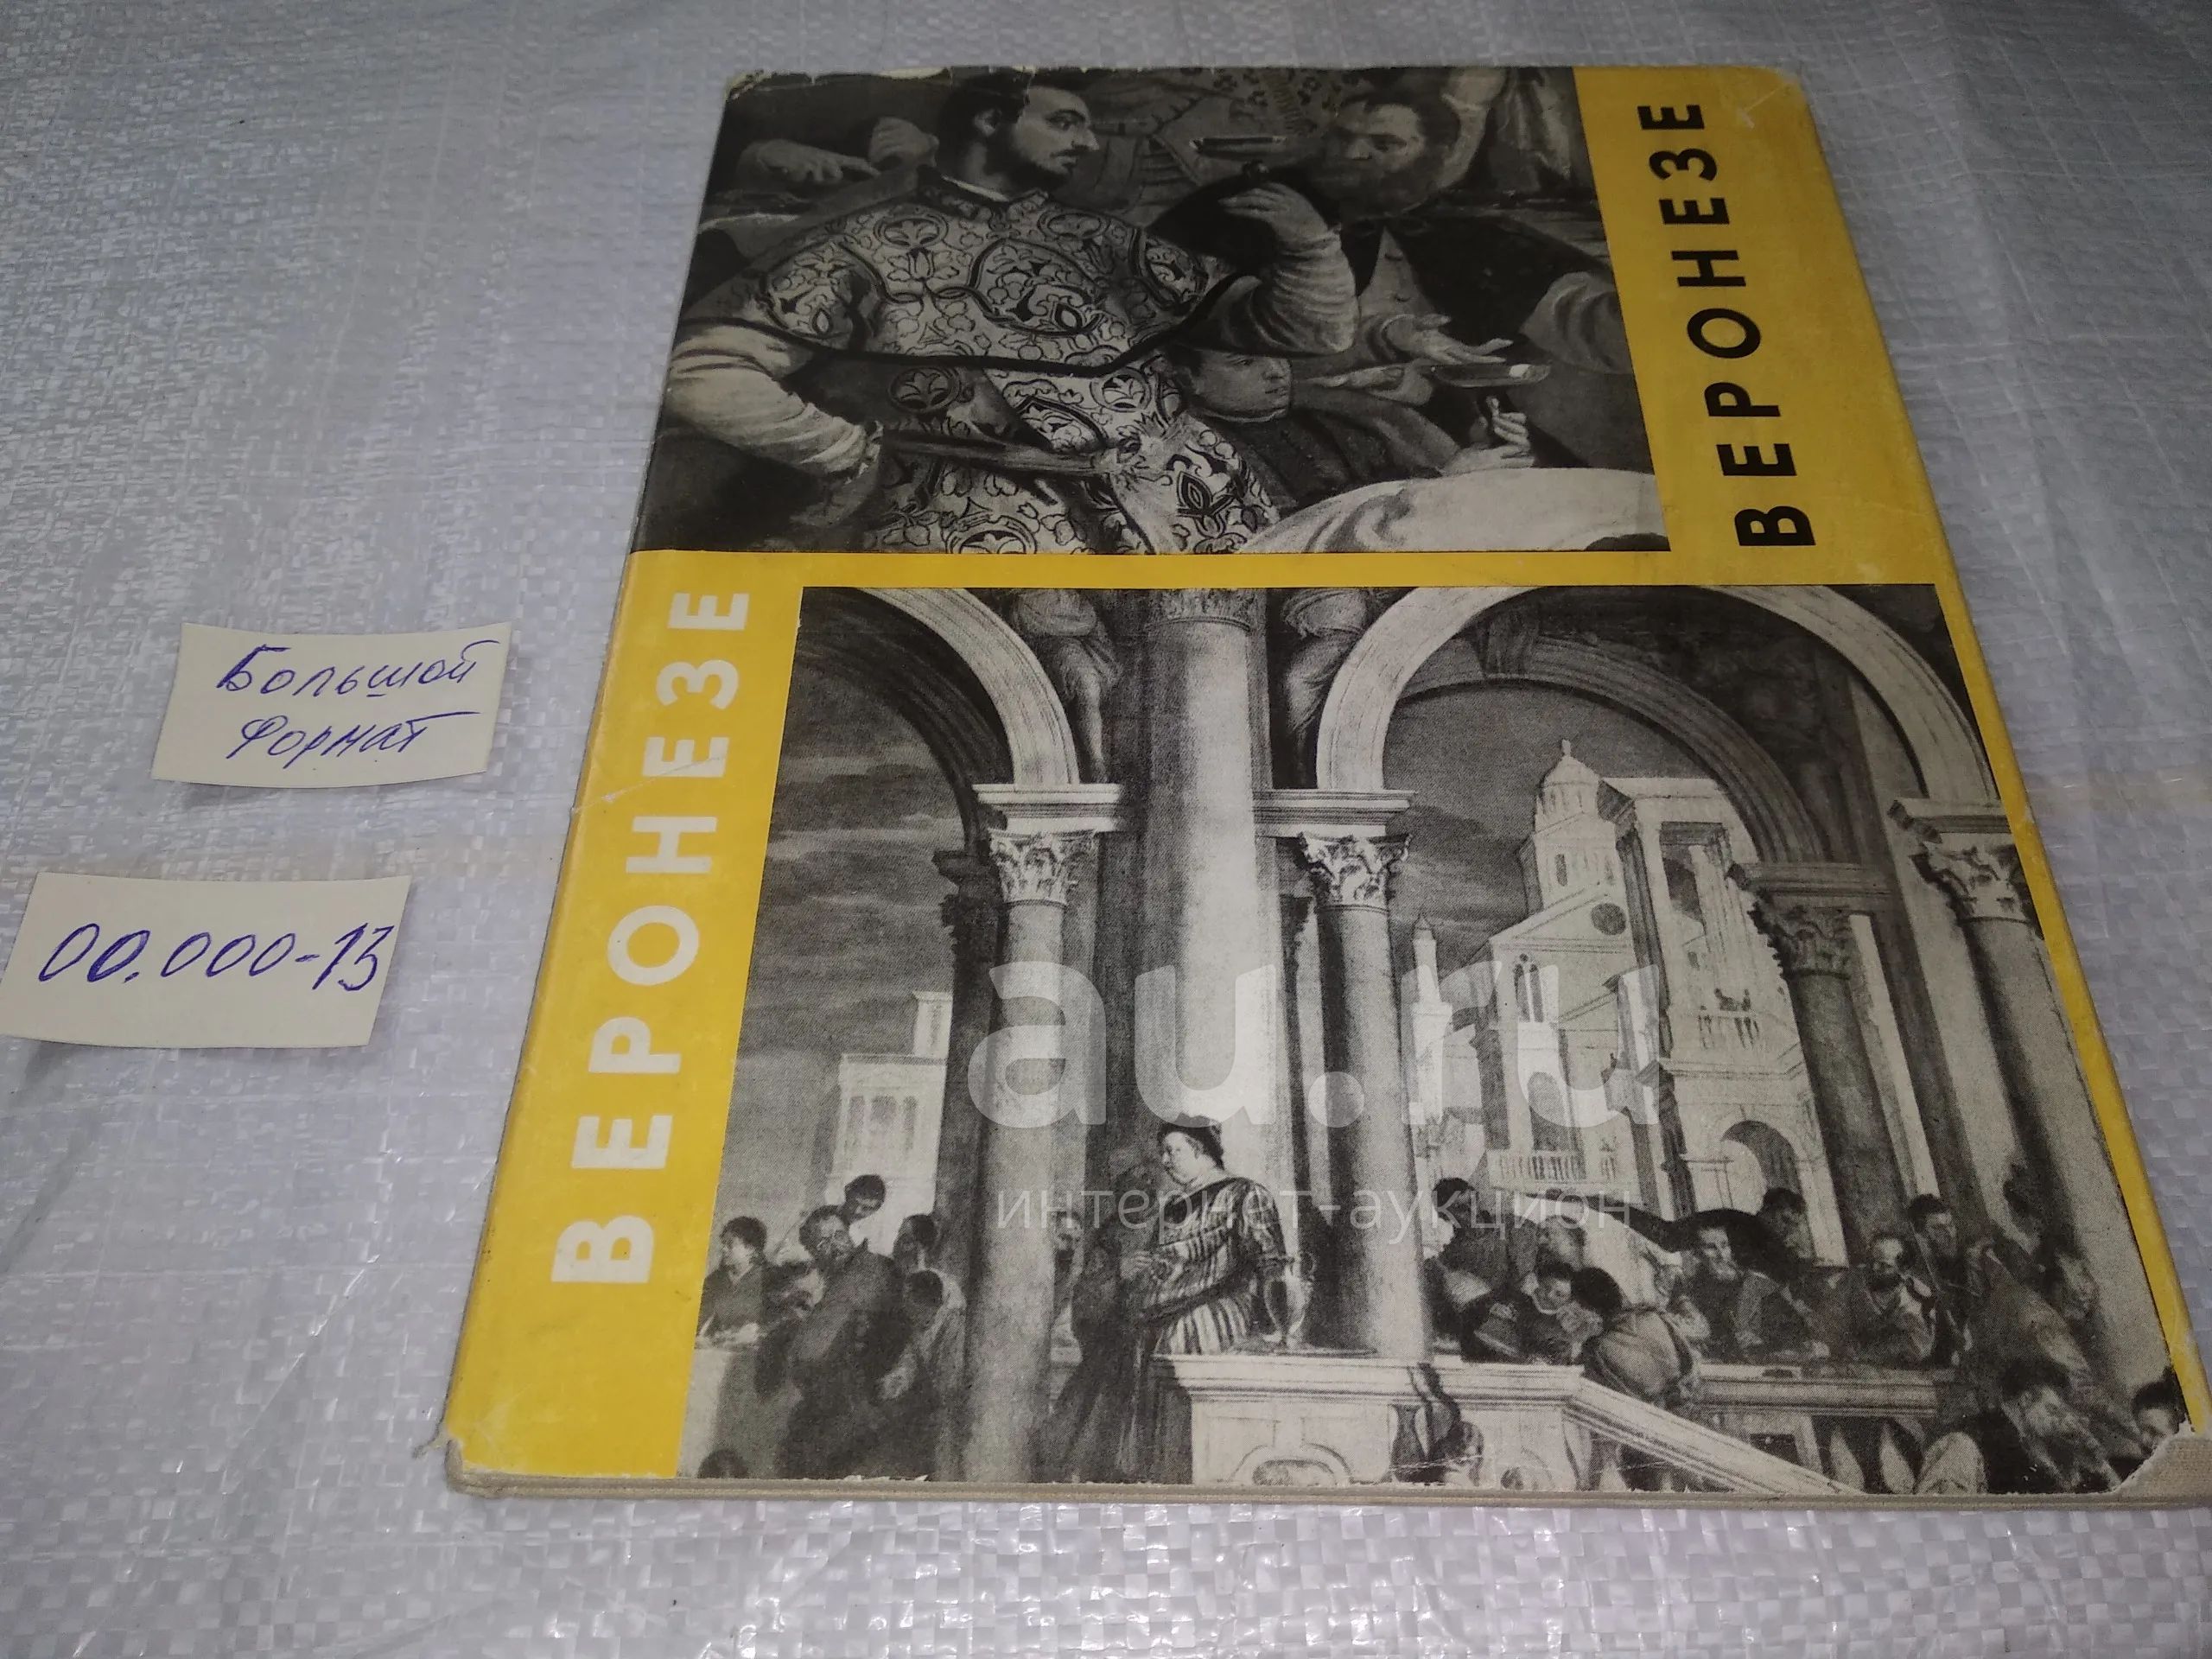 ВЕРОНЕЗЕ
ВЕРОНЕЗЕ
Большой
Формат
00.000-13
au.ru
интернет-аукцион